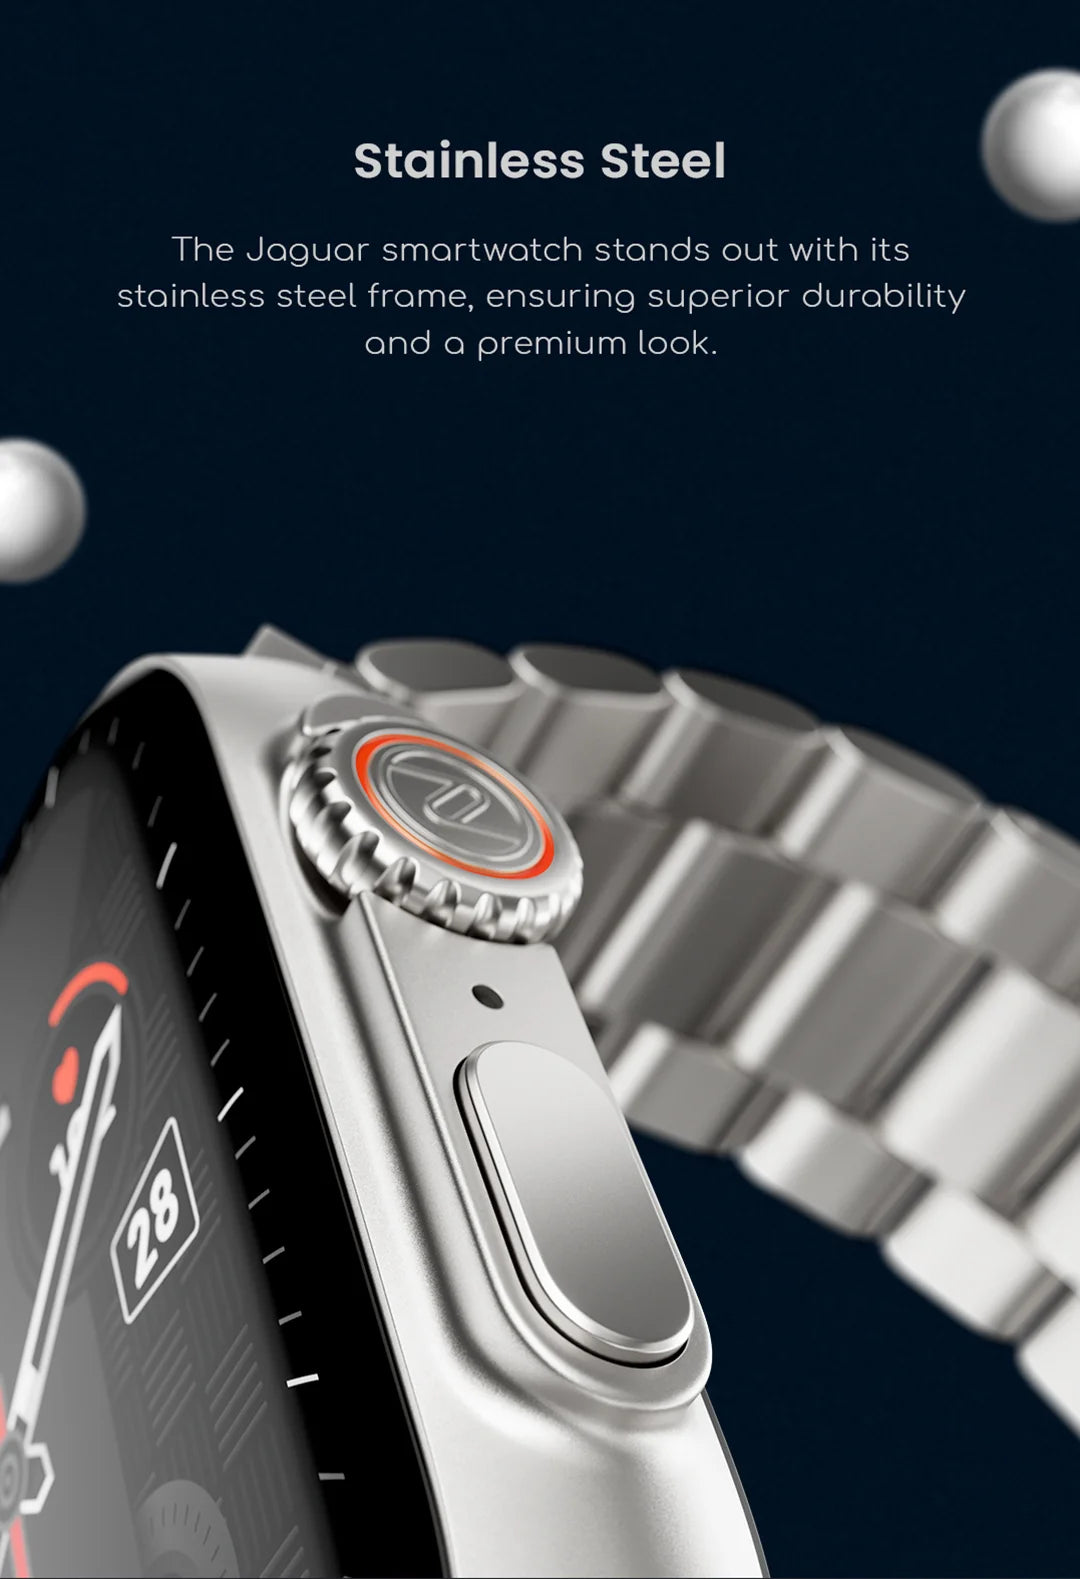 Stainless Steel
The Jaguar smartwatch stands out with its
stainless steel frame, ensuring superior durability
and a premium look.
28